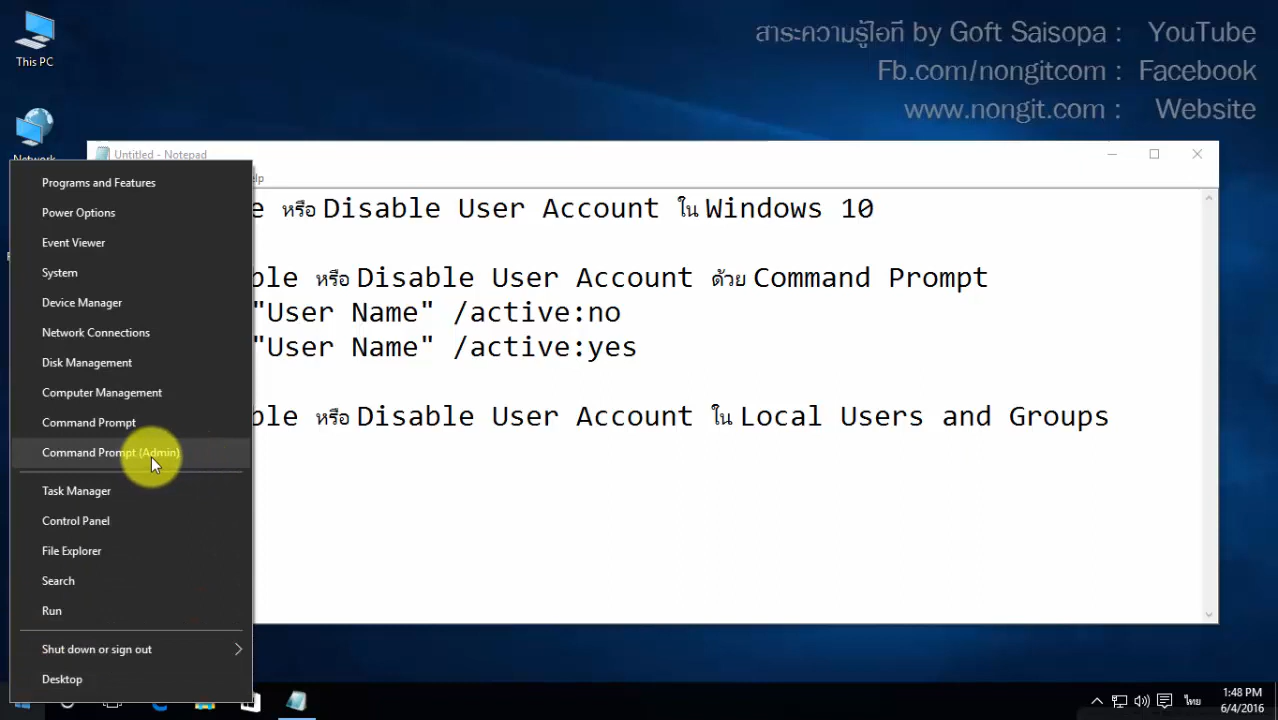 This PC
สาระความรู้ไอที by Goft Saisopa : YouTube
Fb.com/nongitcom : Facebook
www.nongit.com : Website
Network
Untitled - Notepad
elp
e หรือ Disable User Account ใน Windows 10
ble หรือ Disable User Account ด้วย Command Prompt
"User Name" /active:no
"User Name" /active:yes
ble หรือ Disable User Account ใน Local Users and Groups
Programs and Features
Power Options
Event Viewer
System
Device Manager
Network Connections
Disk Management
Computer Management
Command Prompt
Command Prompt (Admin)
Task Manager
Control Panel
File Explorer
Search
Run
Shut down or sign out
Desktop
ไทย
1:48 PM
6/4/2016